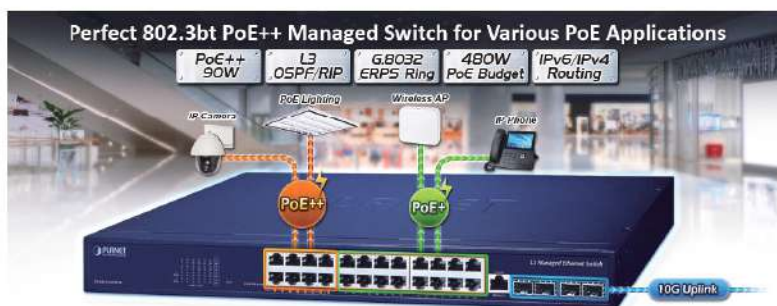 Perfect 802.3bt PoE++ Managed Switch for Various PoE Applications
PoE++
90W
L3
OSPF/RIP
G.8032
ERPS Ring
480W
PoE Budget
IPv6/IPv4
Routing
IP Camera
PoE Lighting
Wireless AP
IP Phone
PoE++
PoE+
PLANET
L3 Managed Ethernet Switch
10G Uplink